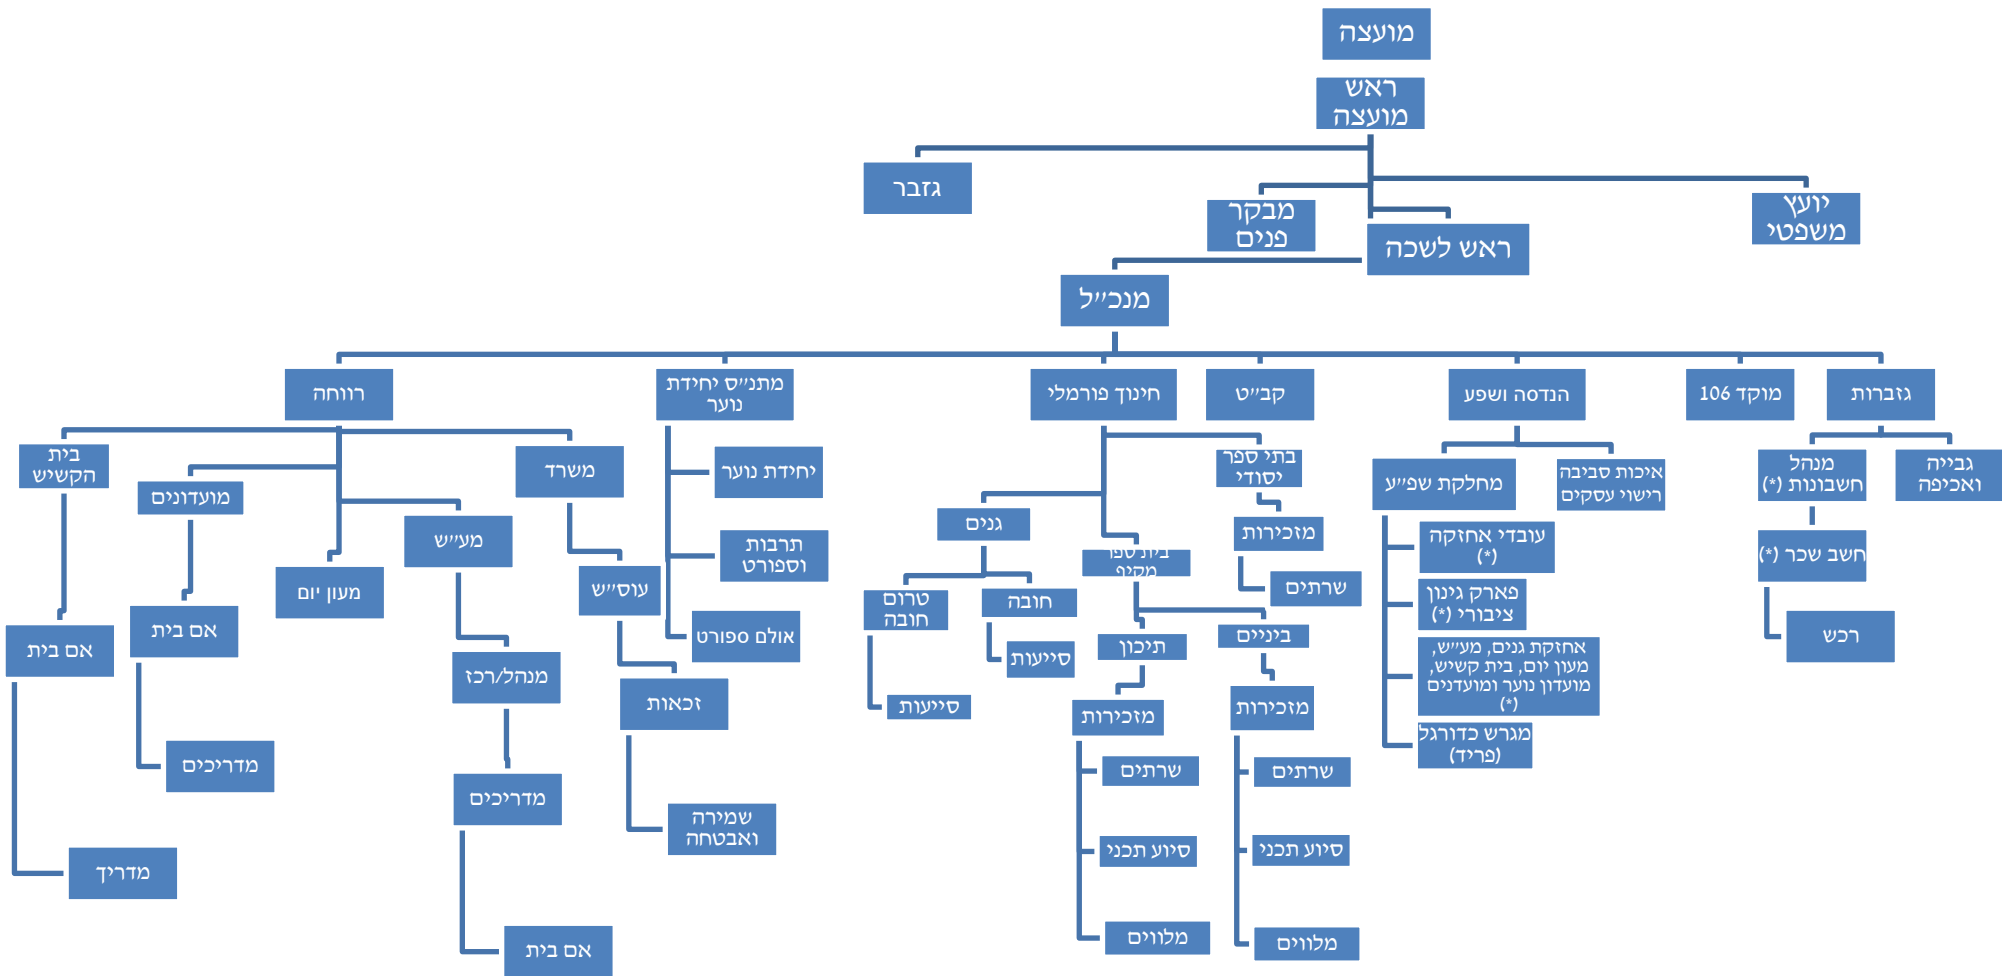 מועצה
ראש
מועצה
גזבר
מבקר
פנים
ראש לשכה
יועץ
משפטי
מנכ״ל
גזברות
מוקד 106
הנדסה ושפע
קב״ט
חינוך פורמלי
מתנ״ס יחידת
נוער
רווחה
גבייה
ואכיפה
מנהל
חשבונות (*)
חשב שכר (*)
רכש
איכות סביבה
רישוי עסקים
מחלקת שפ״ע
עובדי אחזקה
(*)
פארק גינון
ציבורי (*)
אחזקת גנים, מע״ש,
מעון יום, בית קשיש,
מועדון נוער ומועדנים
(*)
מגרש כדורגל
(פריד)
בתי ספר
יסודי
מזכירות
שרתים
בית ספר
מקיף
ביניים
מזכירות
שרתים
סיוע תכני
מלווים
תיכון
מזכירות
שרתים
סיוע תכני
מלווים
גנים
חובה
סייעות
טרום
חובה
סייעות
יחידת נוער
תרבות
וספורט
אולם ספורט
משרד
עוס״ש
זכאות
שמירה
ואבטחה
מע״ש
מנהל/רכז
מדריכים
אם בית
מעון יום
מועדונים
אם בית
מדריכים
בית
הקשיש
אם בית
מדריך